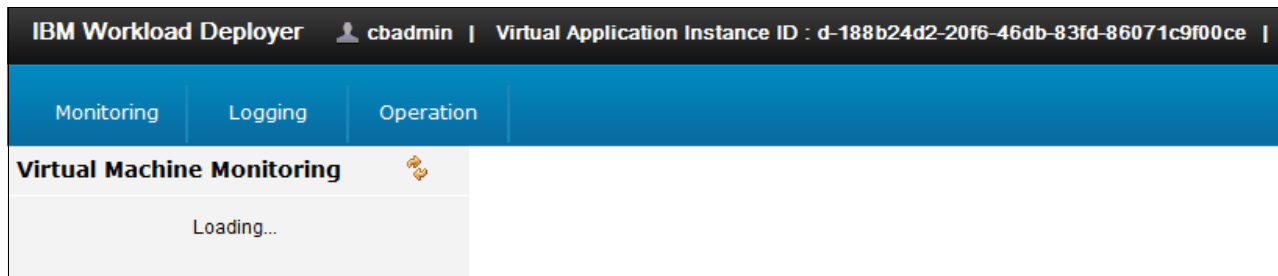 IBM Workload Deployer cbadmin | Virtual Application Instance ID : d-188b24d2-20f6-46db-83fd-86071c9f00ce |
Monitoring Logging Operation
Virtual Machine Monitoring
Loading...